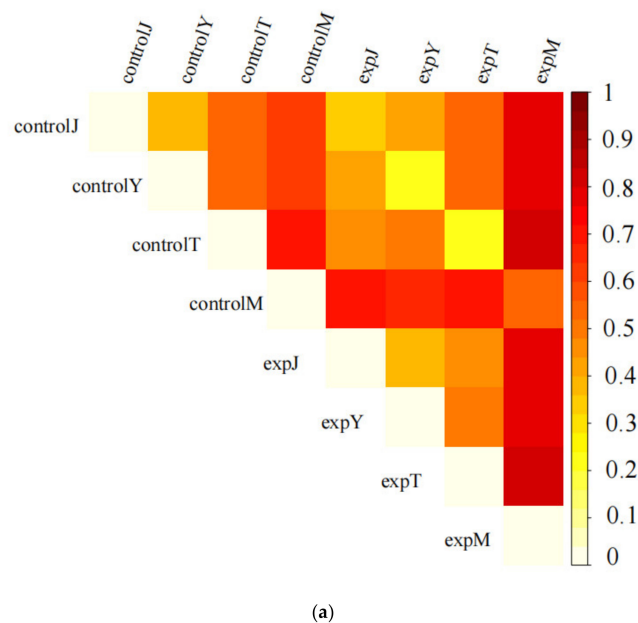 controlJ
controlY
controlT
controlM
expJ
expY
expT
expM
controlJ
controlY
controlT
controlM
expJ
expY
expT
expM
1
0.9
0.8
0.7
0.6
0.5
0.4
0.3
0.2
0.1
0
(a)